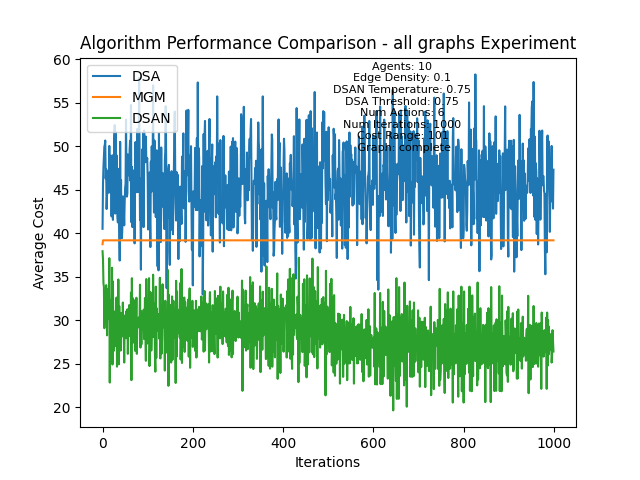 Algorithm Performance Comparison - all graphs Experiment
60
55
50
45
40
35
30
25
20
Average Cost
DSA
MGM
DSAN
Agents: 10
Edge Density: 0.1
DSAN Temperature: 0.75
DSA Threshold: 0.75
Num Actions: 6
Num Iterations: 1000
Cost Range: 101
Graph: complete
0
200
400
600
800
1000
Iterations